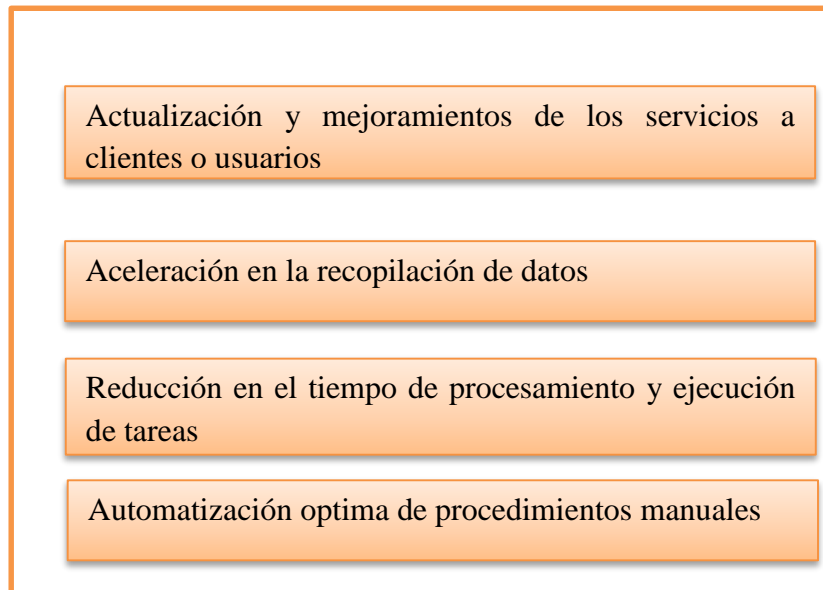 Actualización y mejoramientos de los servicios a
clientes o usuarios
Aceleración en la recopilación de datos
Reducción en el tiempo de procesamiento y ejecución
de tareas
Automatización optima de procedimientos manuales